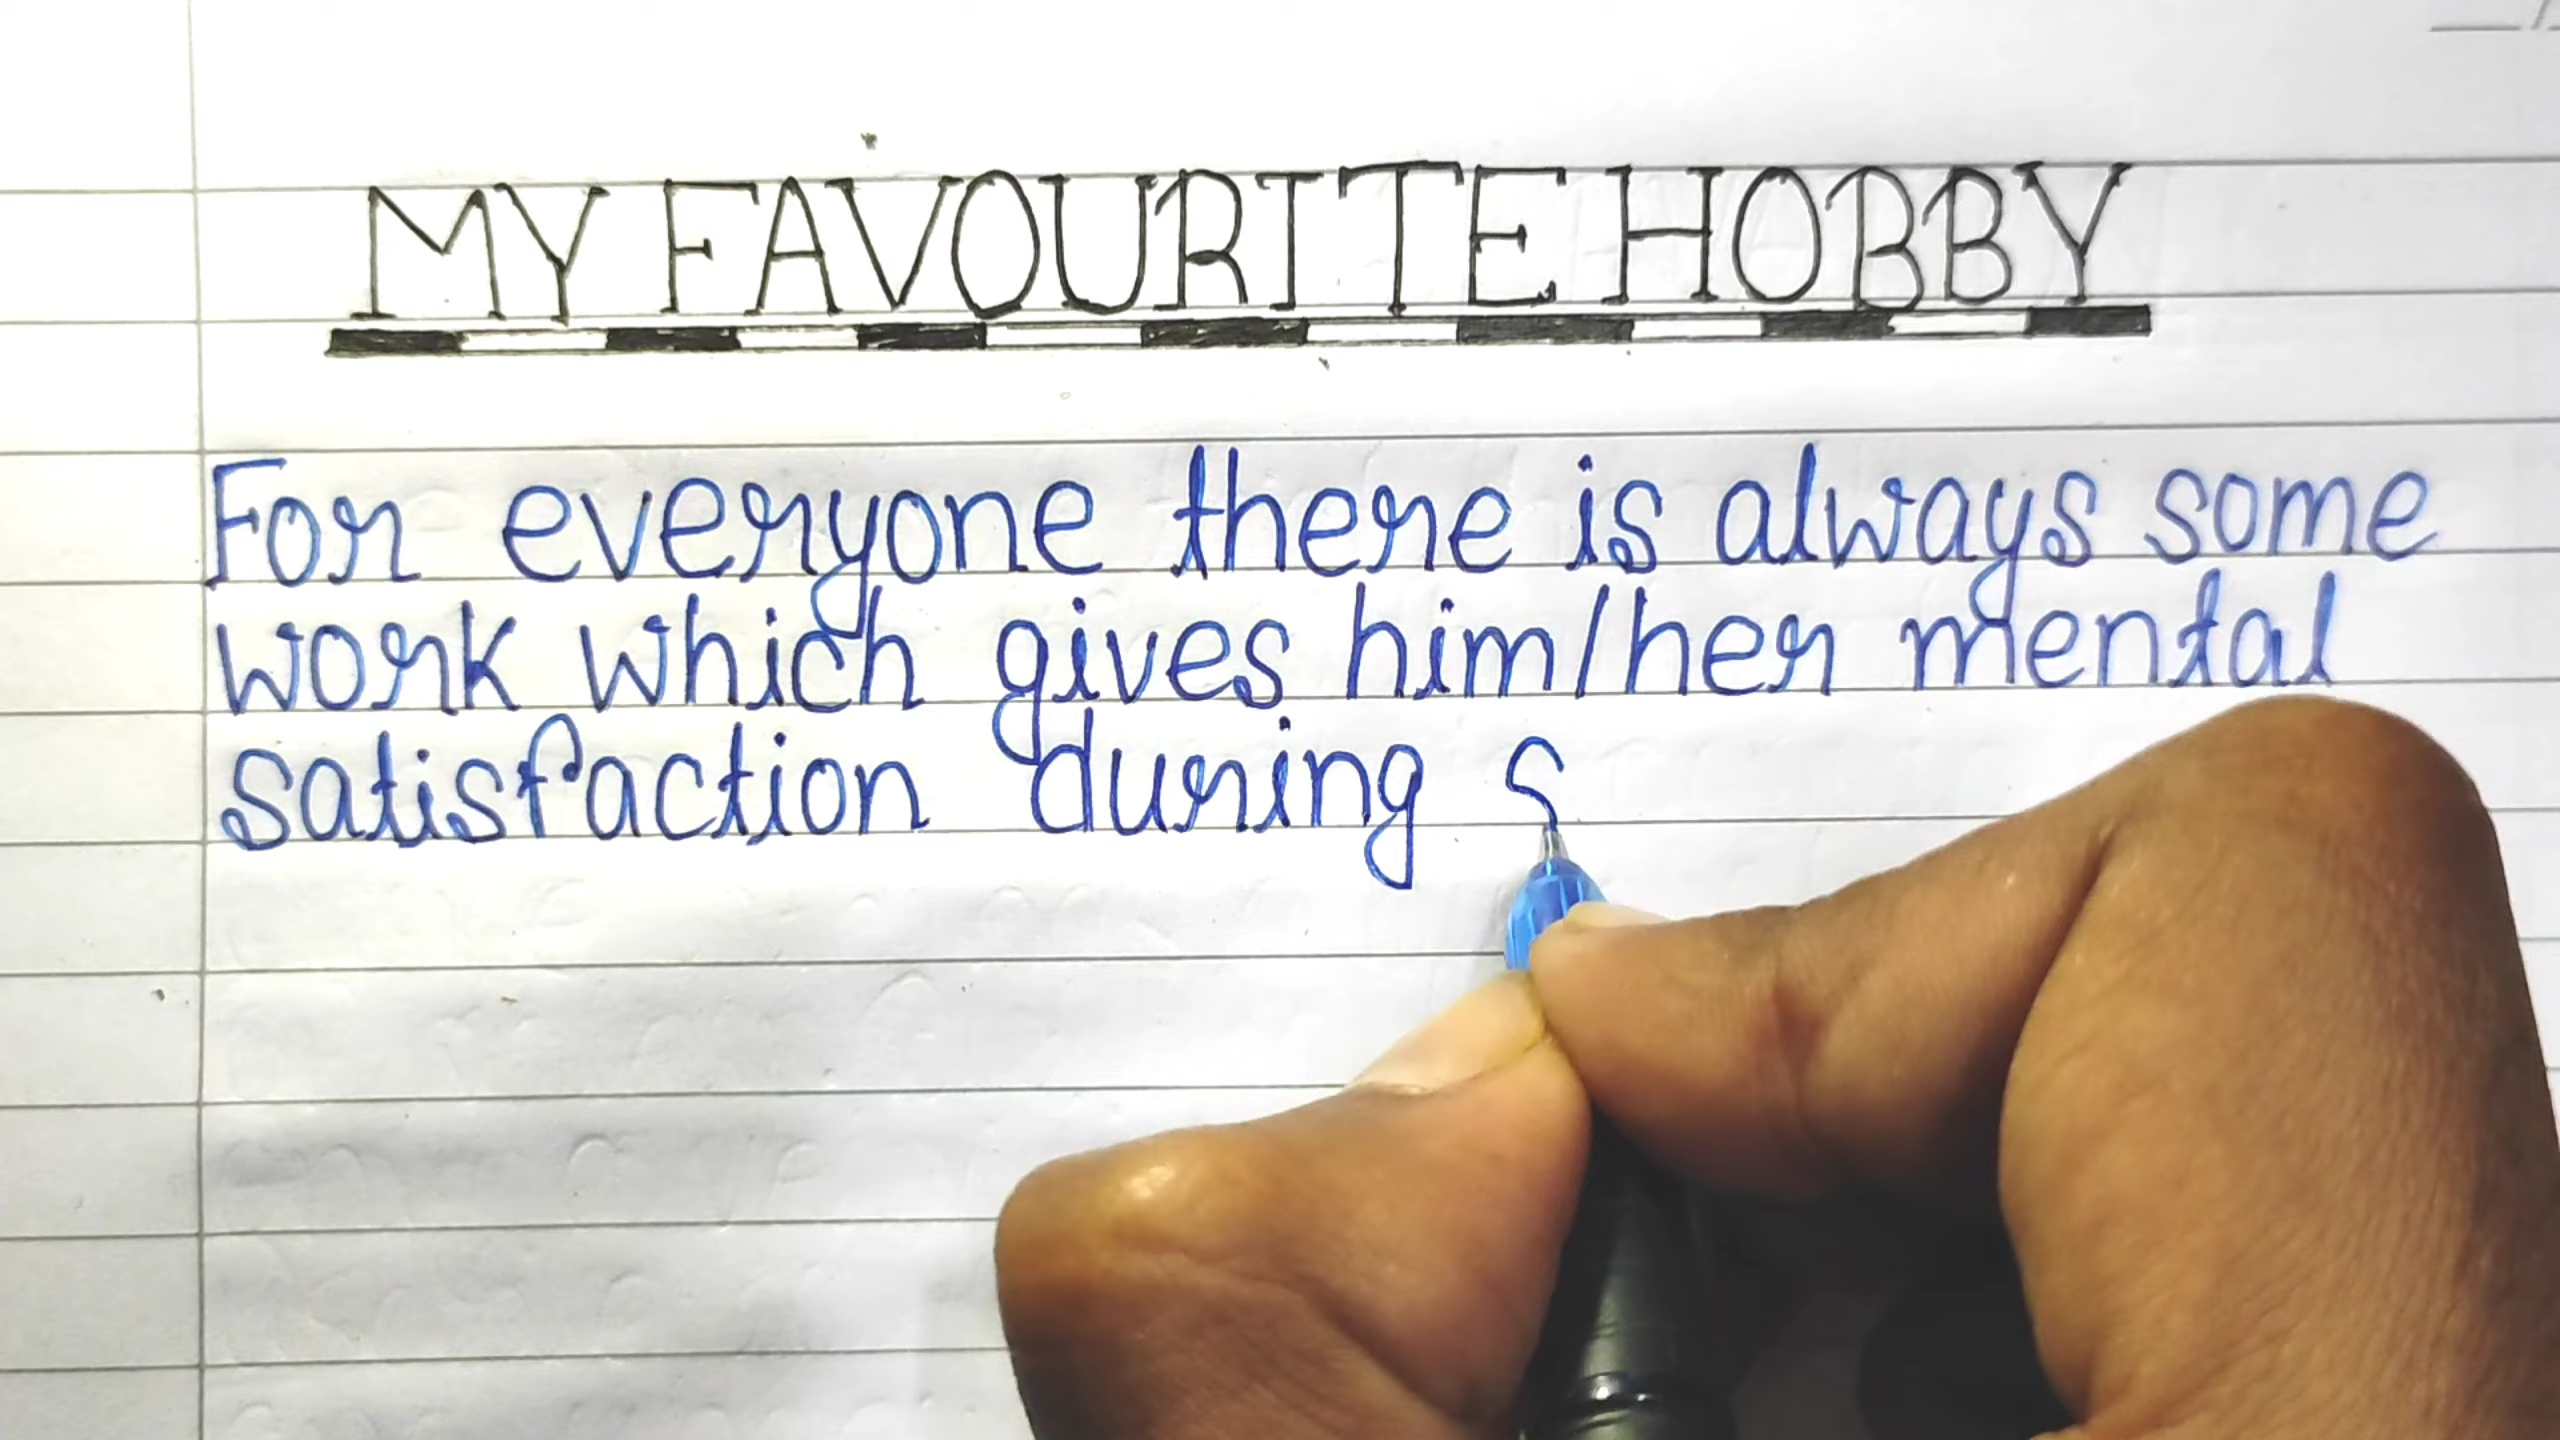 MY FAVOURITE HOBBY
For everyone there is always some
work which gives him/her mental
satisfaction during s